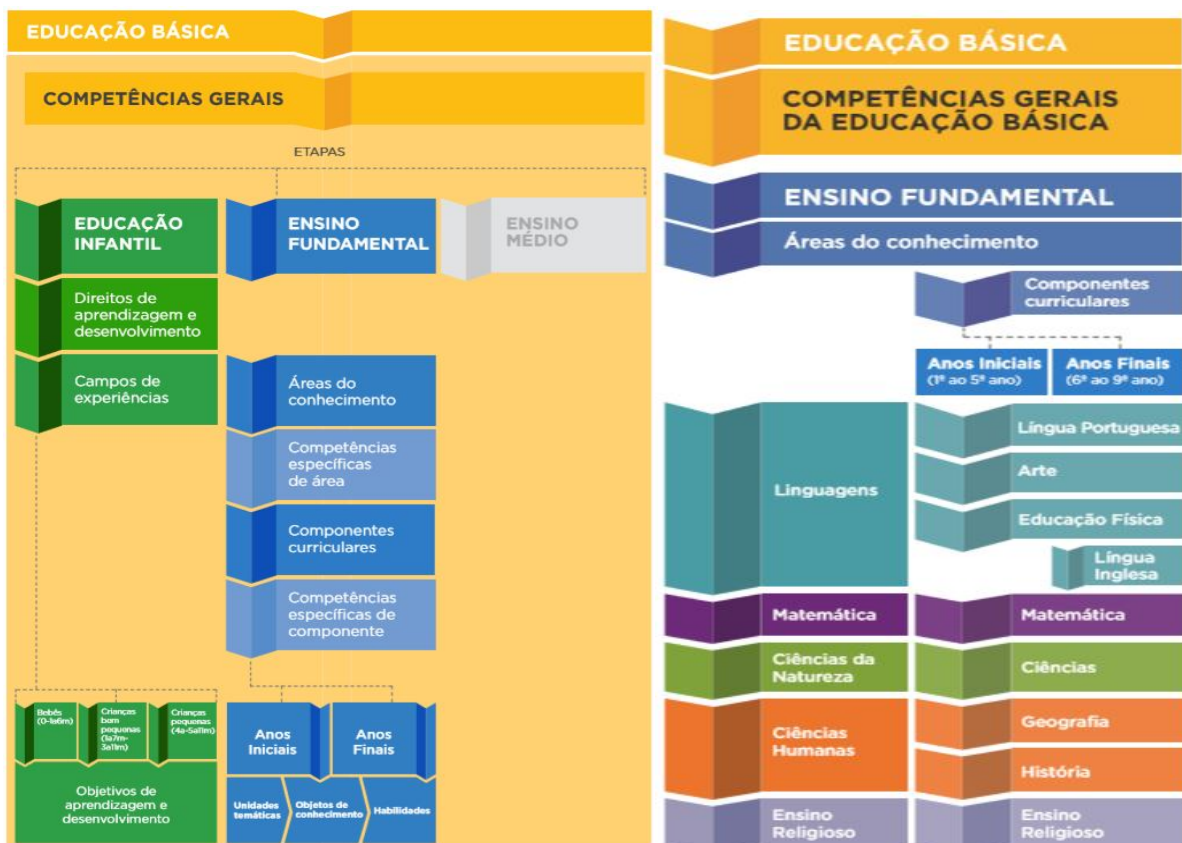 EDUCAÇÃO BÁSICA
COMPETÊNCIAS GERAIS
ETAPAS
EDUCAÇÃO
INFANTIL
ENSINO
FUNDAMENTAL
ENSINO
MÉDIO
Direitos de
aprendizagem e
desenvolvimento
Campos de
experiências
Áreas do
conhecimento
Competências
específicas
de área
Componentes
curriculares
Competências
específicas de
componente
Bebês
(0-1a6m)
Crianças
bem
pequenas
(1a7m-
3a11m)
Crianças
pequenas
(4a-5a11m)
Objetivos de
aprendizagem e
desenvolvimento
Anos
Iniciais
Anos
Finais
Unidades
temáticas
Objetos de
conhecimento
Habilidades
EDUCAÇÃO BÁSICA
COMPETÊNCIAS GERAIS
DA EDUCAÇÃO BÁSICA
ENSINO FUNDAMENTAL
Áreas do conhecimento
Componentes
curriculares
Anos Iniciais
(1º ao 5º ano)
Anos Finais
(6º ao 9º ano)
Linguagens
Língua Portuguesa
Arte
Educação Física
Língua
Inglesa
Matemática
Matemática
Ciências da
Natureza
Ciências
Ciências
Humanas
Geografia
História
Ensino
Religioso
Ensino
Religioso